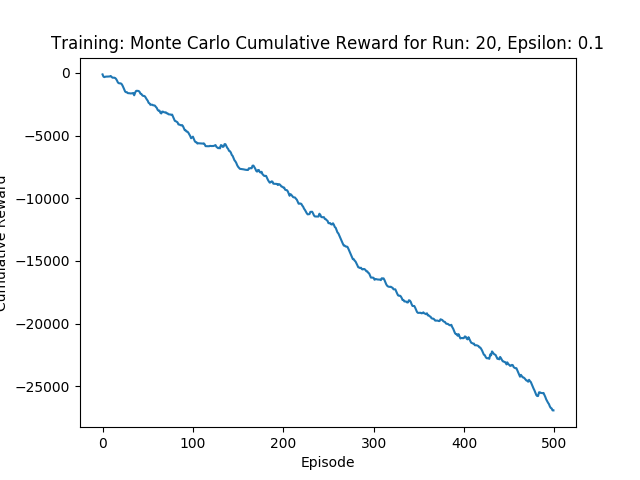 Training: Monte Carlo Cumulative Reward for Run: 20, Epsilon: 0.1
Cumulative Reward
0
−5000
−10000
−15000
−20000
−25000
0 100 200 300 400 500
Episode